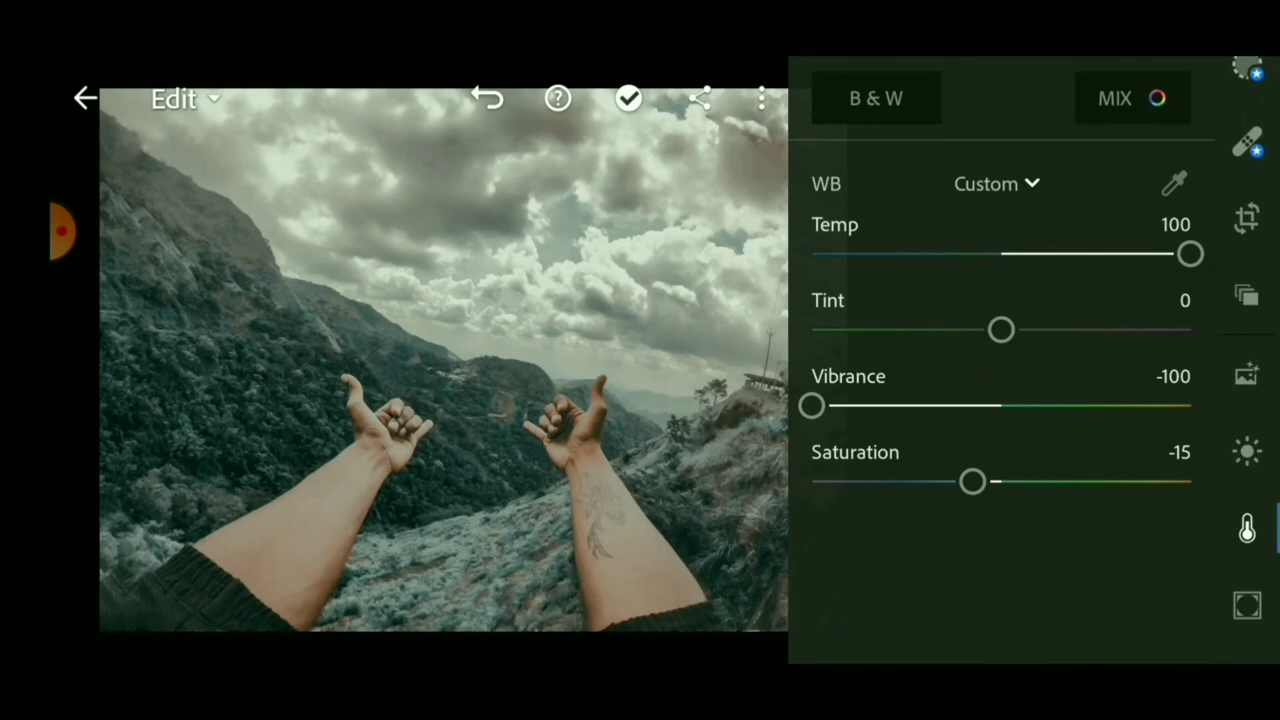 Edit
B & W
MIX
WB Custom
Temp 100
Tint 0
Vibrance -100
Saturation -15